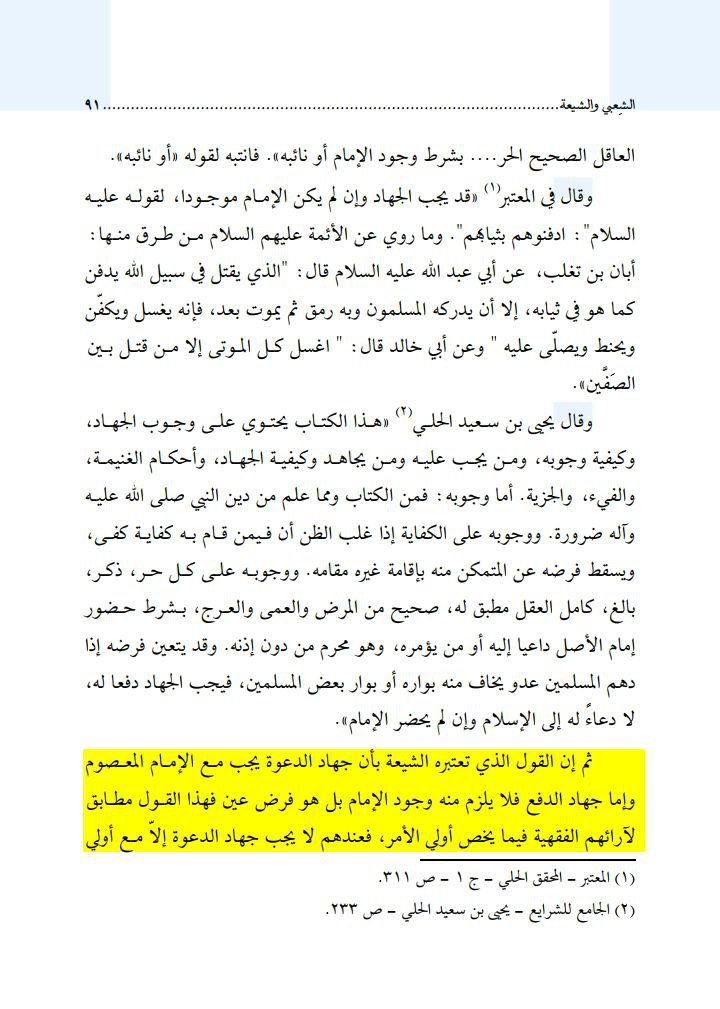 الشِعبي والشيعة............................................................................................٩١
العاقل الصحيح الحر.... بشرط وجود الإمام أو نائبه». فانتبه لقوله «أو نائبه».
وقال في المعتبر(١) «قد يجب الجهاد وإن لم يكن الإمام موجودا، لقوله عليه
السلام": ادفنوهم بثيابهم". وما روي عن الأئمة عليهم السلام من طرق منها:
أبان بن تغلب، عن أبي عبد الله عليه السلام قال: "الذي يقتل في سبيل الله يدفن
كما هو في ثيابه، إلا أن يدركه المسلمون وبه رمق ثم يموت بعد، فإنه يغسل ويكفّن
ويحنط ويصلّى عليه " وعن أبي خالد قال: " اغسل كل الموتى إلا من قتل بين
الصَفَّين».
وقال يحيى بن سعيد الحلي(٢) «هذا الكتاب يحتوي على وجوب الجهاد،
وكيفية وجوبه، ومن يجب عليه ومن يجاهد وكيفية الجهاد، وأحكام الغنيمة،
والفيء، والجزية. أما وجوبه: فمن الكتاب ومما علم من دين النبي صلى الله عليه
وآله ضرورة. ووجوبه على الكفاية إذا غلب الظن أن فيمن قام به كفاية كفى،
ويسقط فرضه عن المتمكن منه بإقامة غيره مقامه. ووجوبه على كل حر، ذكر،
بالغ، كامل العقل مطبق له، صحيح من المرض والعمى والعرج، بشرط حضور
إمام الأصل داعيا إليه أو من يؤمره، وهو محرم من دون إذنه. وقد يتعين فرضه إذا
دهم المسلمين عدو يخاف منه بواره أو بوار بعض المسلمين، فيجب الجهاد دفعا له،
لا دعاءً له إلى الإسلام وإن لم يحضر الإمام».
ثم إن القول الذي تعتبره الشيعة بأن جهاد الدعوة يجب مع الإمام المعصوم
وإما جهاد الدفع فلا يلزم منه وجود الإمام بل هو فرض عين فهذا القول مطابق
لآرائهم الفقهية فيما يخص أولي الأمر، فعندهم لا يجب جهاد الدعوة إلاّ مع أولي
(١) المعتبر – المحقق الحلي – ج ١ – ص ٣١١.
(٢) الجامع للشرايع – يحيى بن سعيد الحلي – ص ٢٣٣.